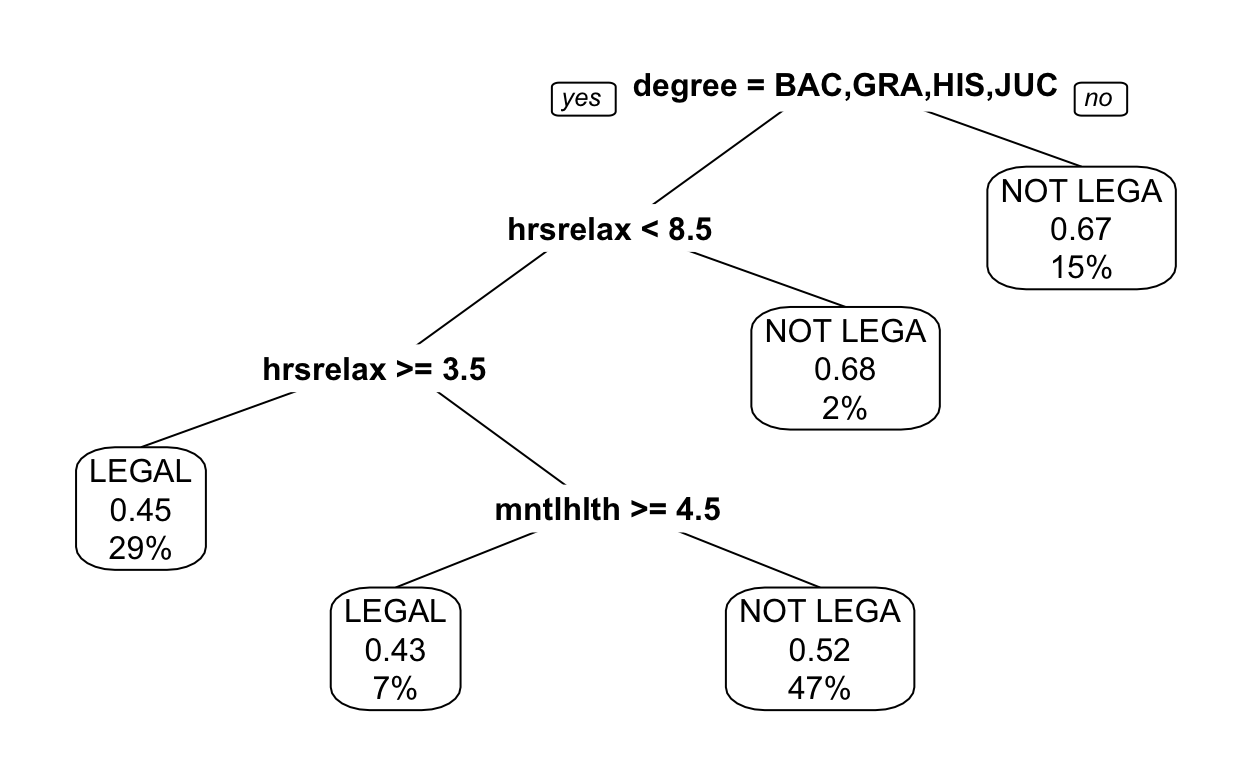 yes
degree = BAC,GRA,HIS,JUC
no
NOT LEGA
0.67
15%
hrsrelax < 8.5
NOT LEGA
0.68
2%
hrsrelax >= 3.5
LEGAL
0.45
29%
mntlhlth >= 4.5
LEGAL
0.43
7%
NOT LEGA
0.52
47%